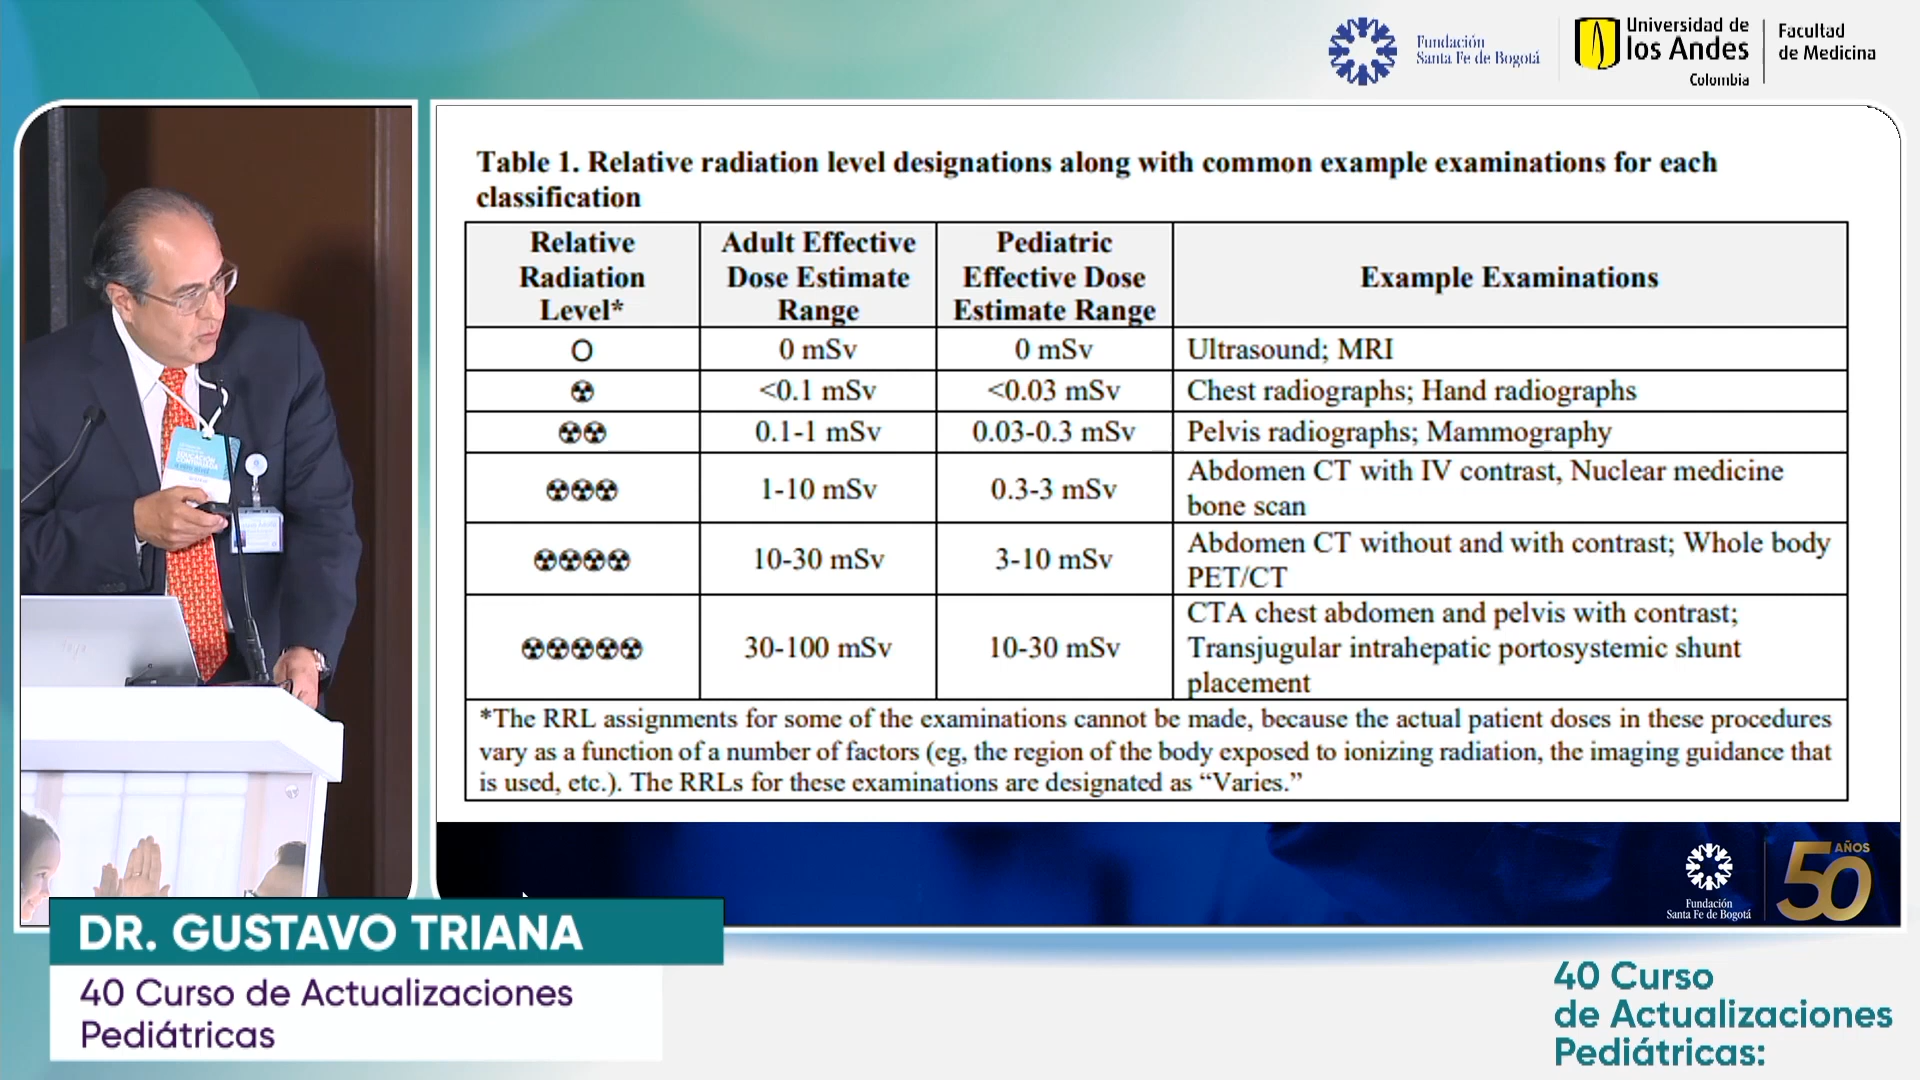 Fundación
Santa Fe de Bogotá
Universidad de
los Andes
Colombia
Facultad
de Medicina
Table 1. Relative radiation level designations along with common example examinations for each
classification
Relative
Radiation
Level*
Adult Effective
Dose Estimate
Range
Pediatric
Effective Dose
Estimate Range
Example Examinations
O
0 mSv
0 mSv
Ultrasound; MRI
☢
<0.1 mSv
<0.03 mSv
Chest radiographs; Hand radiographs
☢☢
0.1-1 mSv
0.03-0.3 mSv
Pelvis radiographs; Mammography
☢☢☢
1-10 mSv
0.3-3 mSv
Abdomen CT with IV contrast, Nuclear medicine
bone scan
☢☢☢☢
10-30 mSv
3-10 mSv
Abdomen CT without and with contrast; Whole body
PET/CT
☢☢☢☢☢
30-100 mSv
10-30 mSv
CTA chest abdomen and pelvis with contrast;
Transjugular intrahepatic portosystemic shunt
placement
*The RRL assignments for some of the examinations cannot be made, because the actual patient doses in these procedures
vary as a function of a number of factors (eg, the region of the body exposed to ionizing radiation, the imaging guidance that
is used, etc.). The RRLs for these examinations are designated as “Varies.”
Fundación
Santa Fe de Bogotá
50
AÑOS
EDUCACIÓN
CONTINUADA
DR. GUSTAVO TRIANA
40 Curso de Actualizaciones
Pediátricas
40 Curso
de Actualizaciones
Pediátricas: